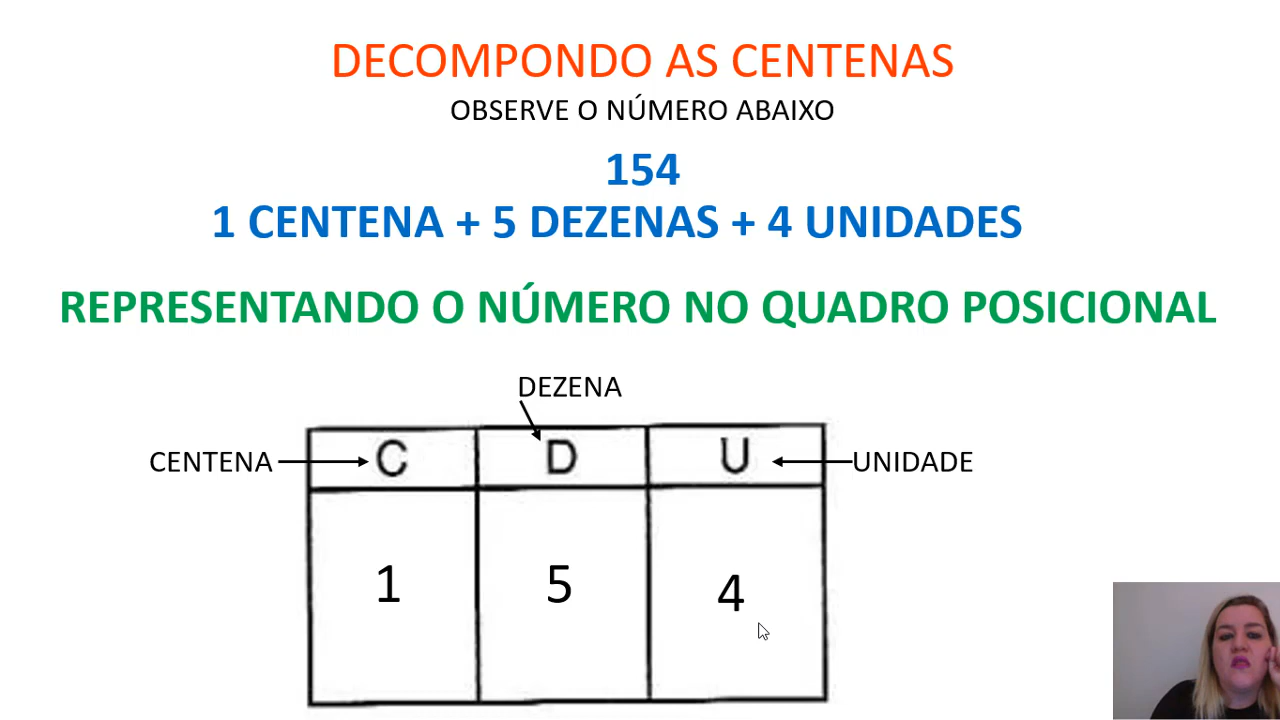 DECOMPONDO AS CENTENAS
OBSERVE O NÚMERO ABAIXO
154
1 CENTENA + 5 DEZENAS + 4 UNIDADES
REPRESENTANDO O NÚMERO NO QUADRO POSICIONAL
DEZENA
CENTENA C D U UNIDADE
1 5 4